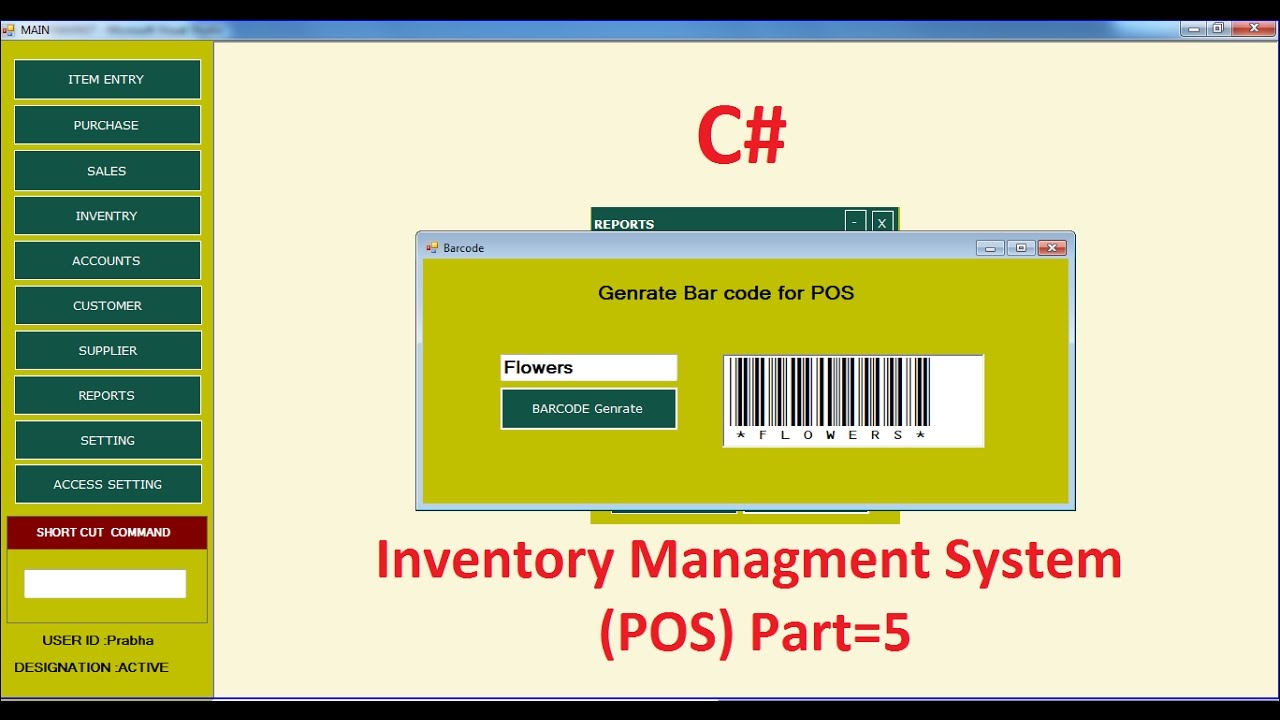 MAIN
ITEM ENTRY
PURCHASE
SALES
INVENTRY
ACCOUNTS
CUSTOMER
SUPPLIER
REPORTS
SETTING
ACCESS SETTING
SHORT CUT COMMAND
USER ID :Prabha
DESIGNATION :ACTIVE
C#
REPORTS - X
Barcode
Genrate Bar code for POS
Flowers
BARCODE Genrate
* F L O W E R S *
Inventory Managment System
(POS) Part=5